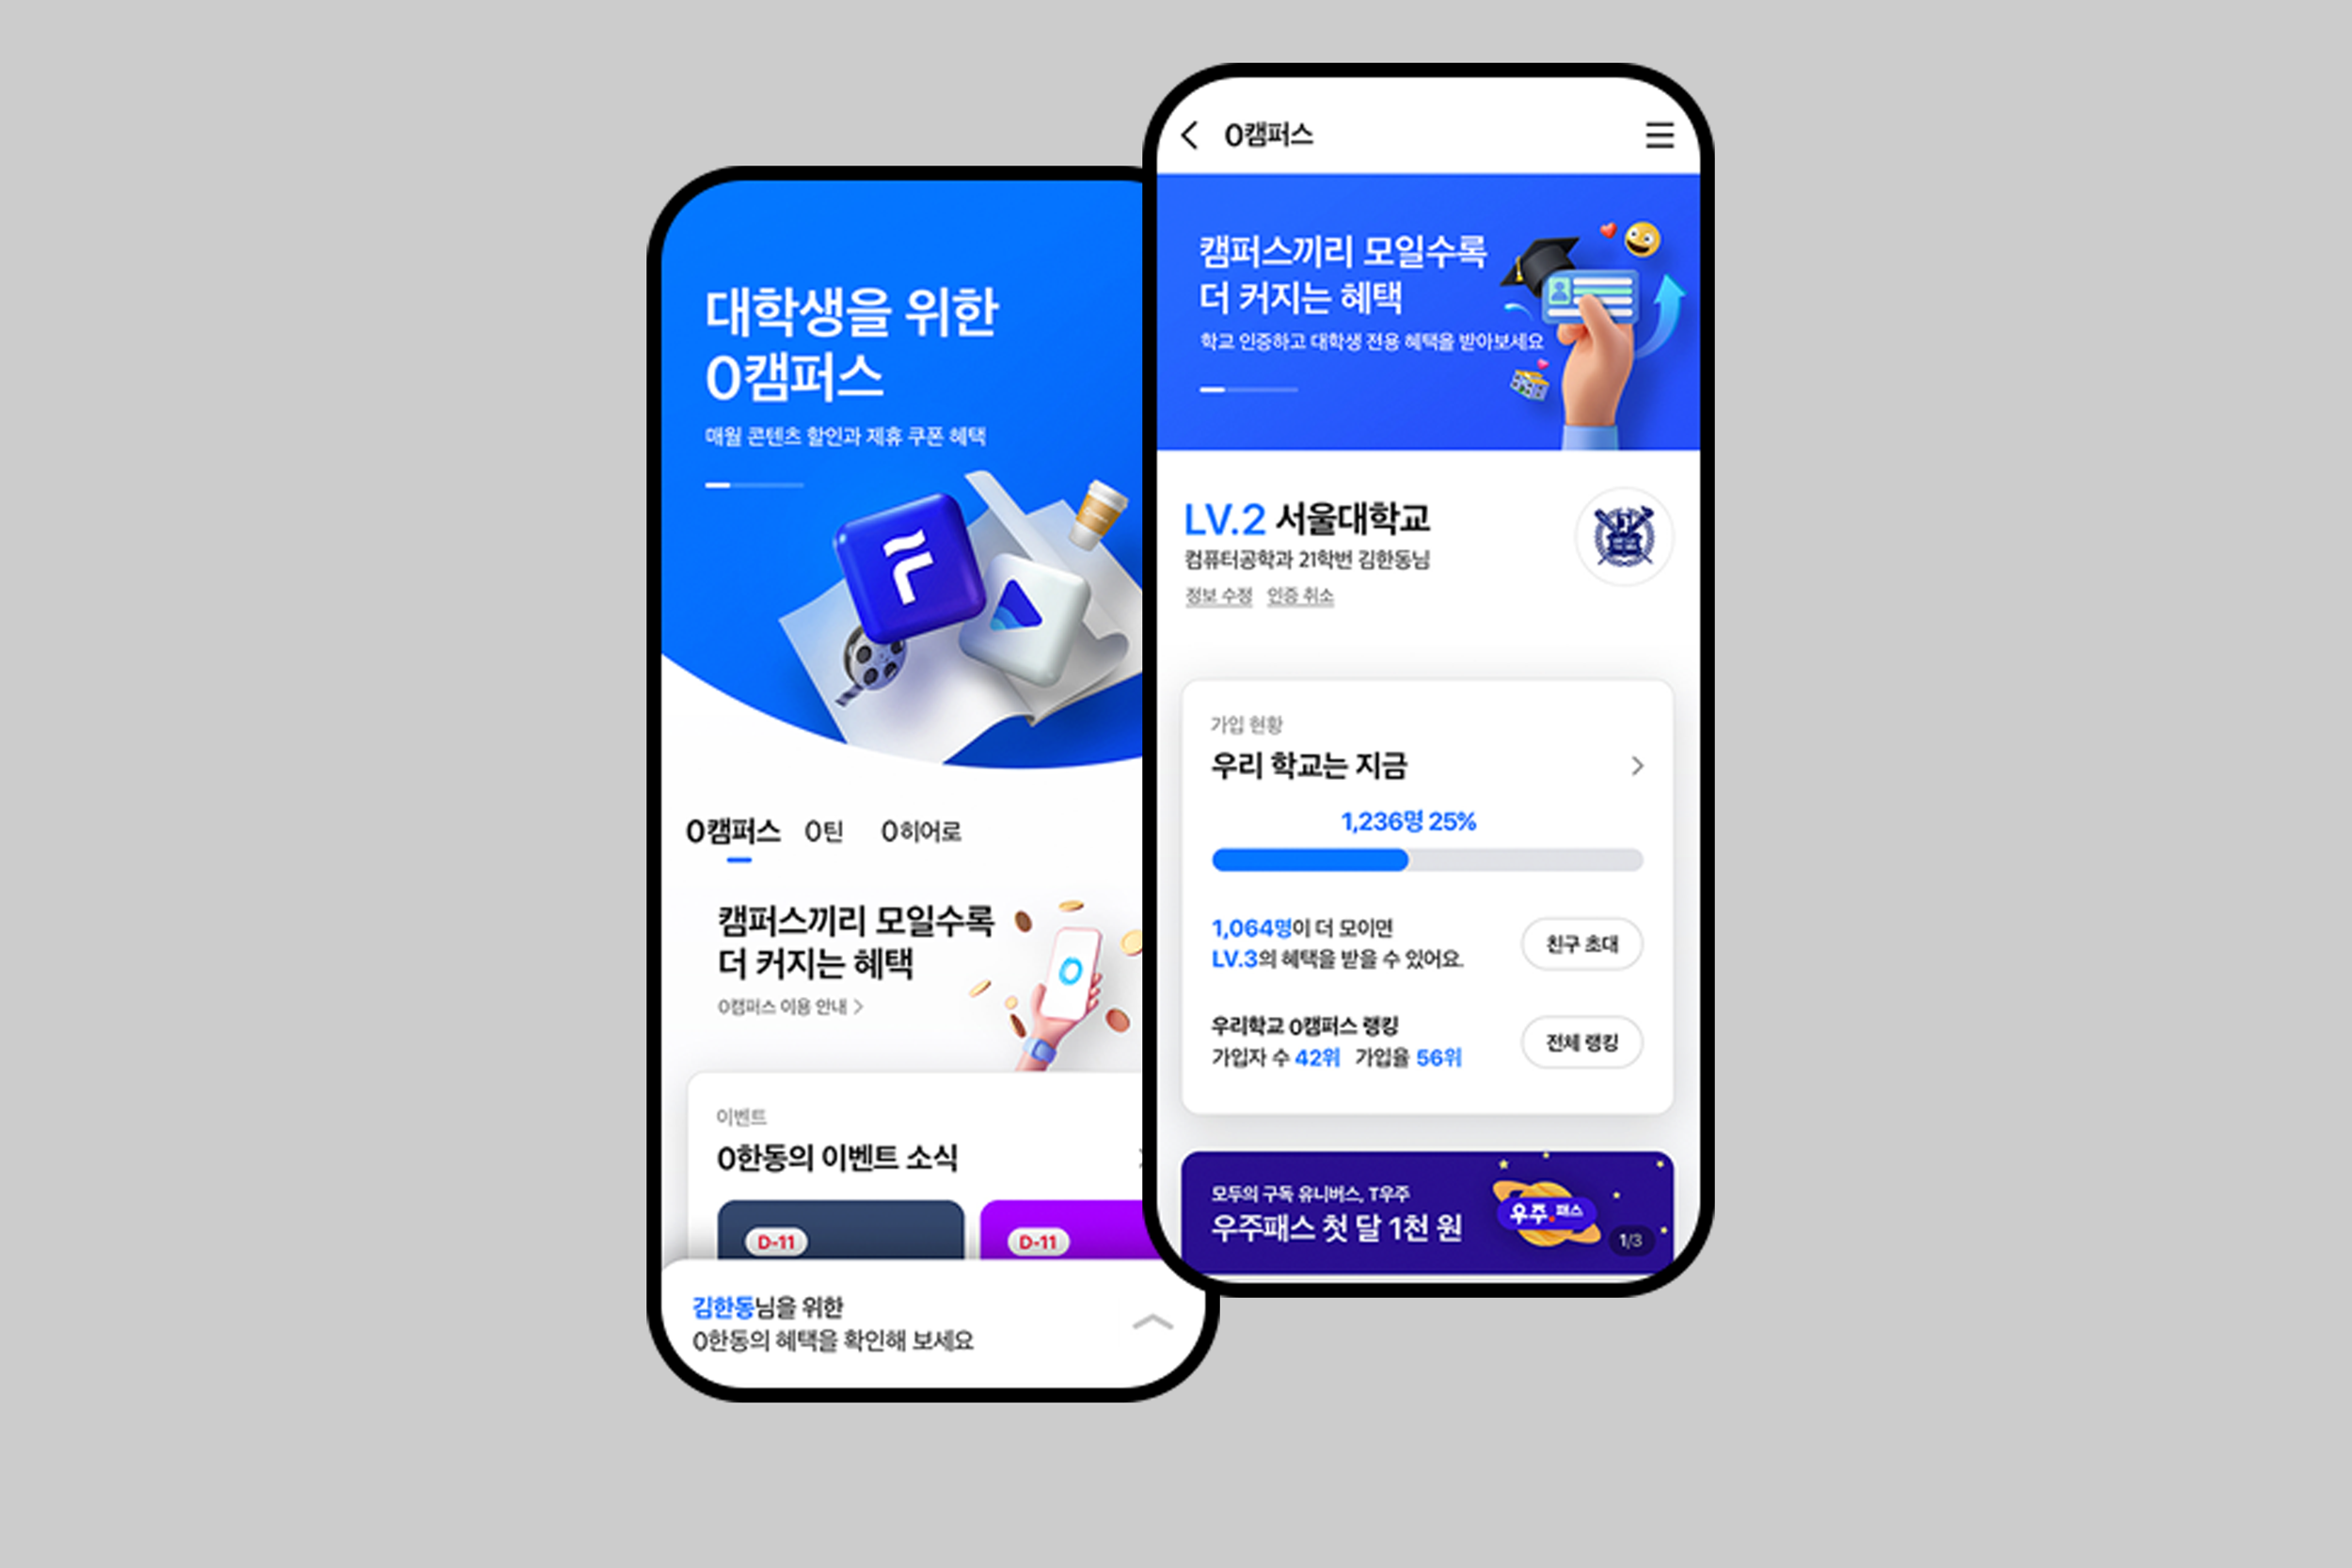 대학생을 위한
0캠퍼스
매월 콘텐츠 할인과 제휴 쿠폰 혜택
0캠퍼스 0틴 0히어로
캠퍼스끼리 모일수록
더 커지는 혜택
0캠퍼스 이용 안내
이벤트
0한동의 이벤트 소식
D-11 D-11
김한동님을 위한
0한동의 혜택을 확인해 보세요
0캠퍼스
캠퍼스끼리 모일수록
더 커지는 혜택
학교 인증하고 대학생 전용 혜택을 받아보세요
LV.2 서울대학교
컴퓨터공학과 21학번 김한동님
정보 수정 인증 취소
가입 현황
우리 학교는 지금
1,236명 25%
1,064명이 더 모이면
LV.3의 혜택을 받을 수 있어요.
친구 초대
우리학교 0캠퍼스 랭킹
가입자 수 42위 가입율 56위
전체 랭킹
모두의 구독 유니버스, T우주
우주패스 첫 달 1천 원
우주.패스
1/3